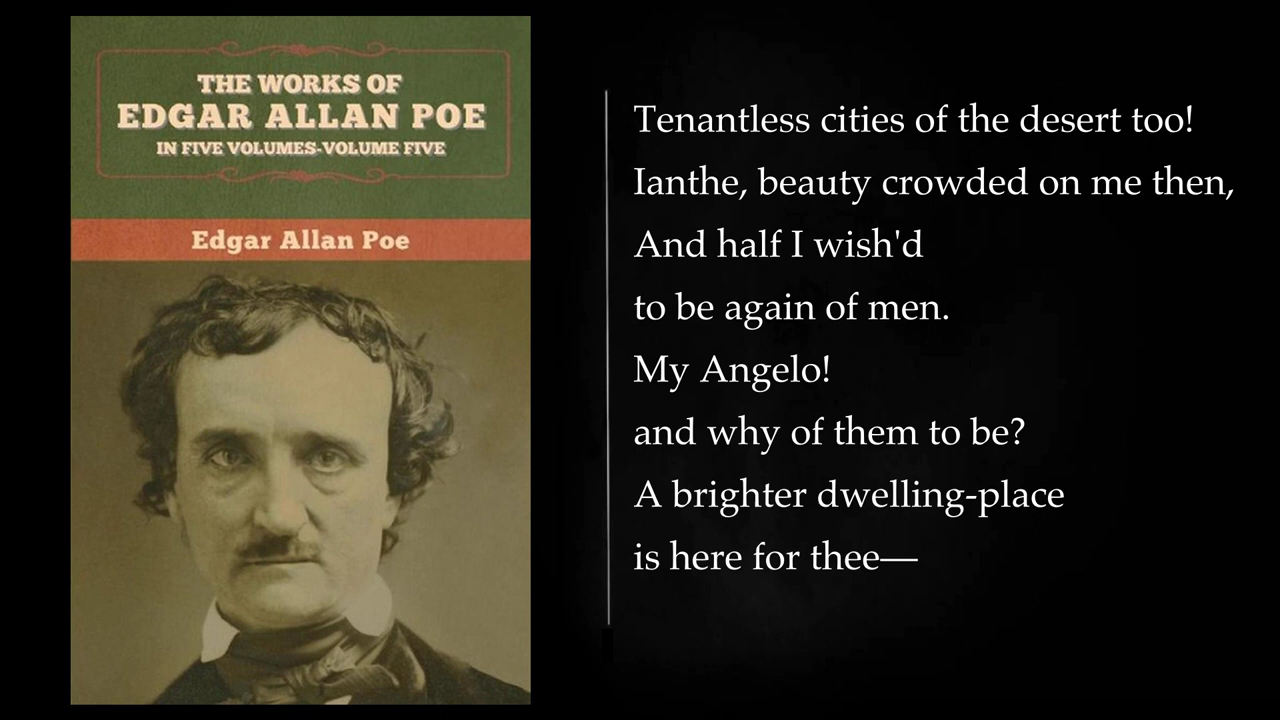 THE WORKS OF
EDGAR ALLAN POE
IN FIVE VOLUMES-VOLUME FIVE
Edgar Allan Poe
Tenantless cities of the desert too!
Ianthe, beauty crowded on me then,
And half I wish'd
to be again of men.
My Angelo!
and why of them to be?
A brighter dwelling-place
is here for thee—